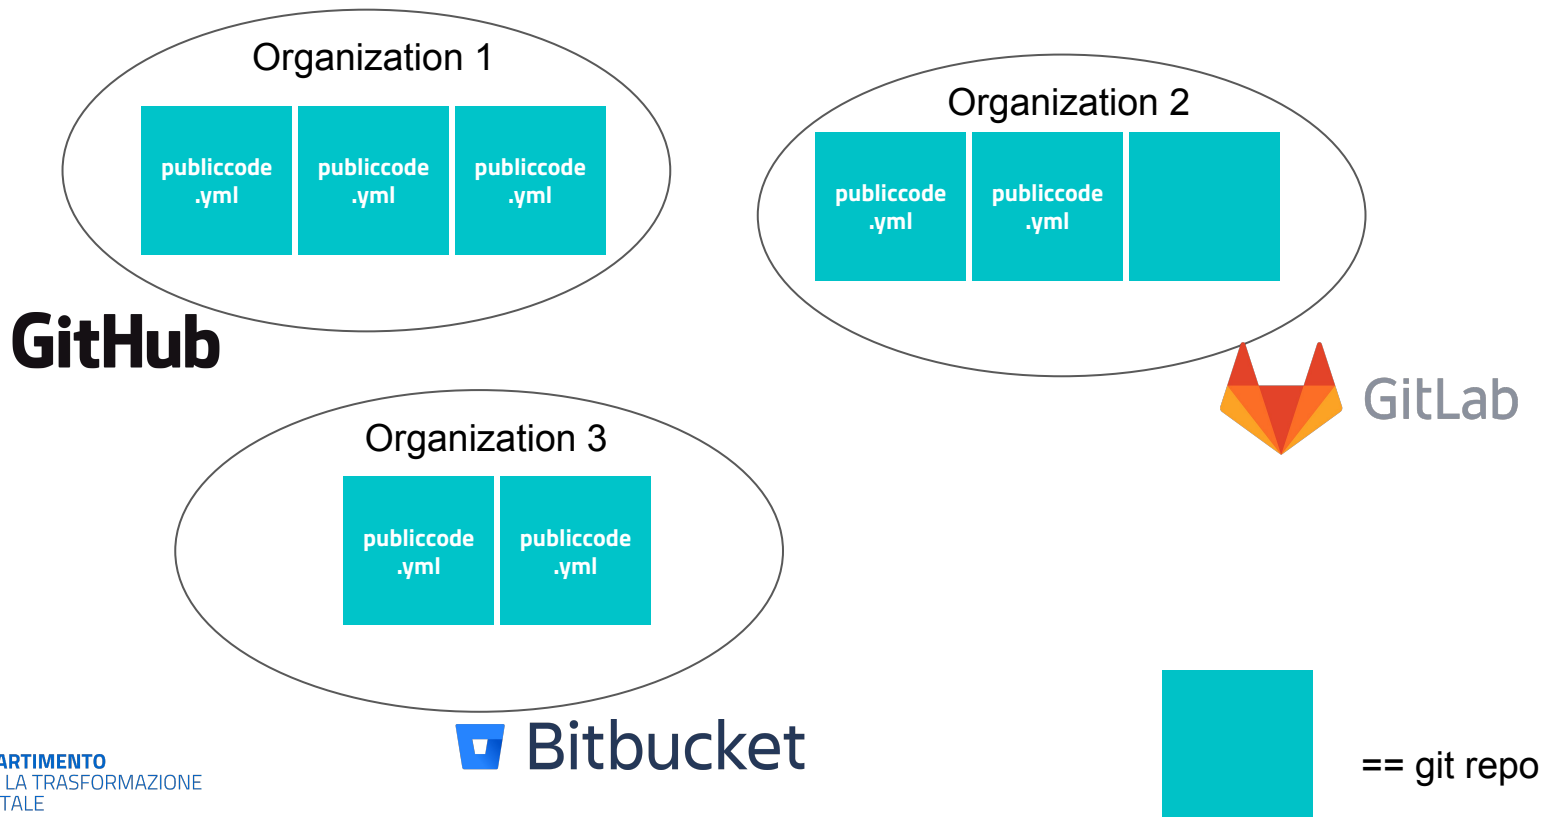 Organization 1
publiccode
.yml
publiccode
.yml
publiccode
.yml
GitHub
Organization 2
publiccode
.yml
publiccode
.yml
GitLab
Organization 3
publiccode
.yml
publiccode
.yml
Bitbucket
ARTIMENTO
LA TRASFORMAZIONE
TALE
== git repo